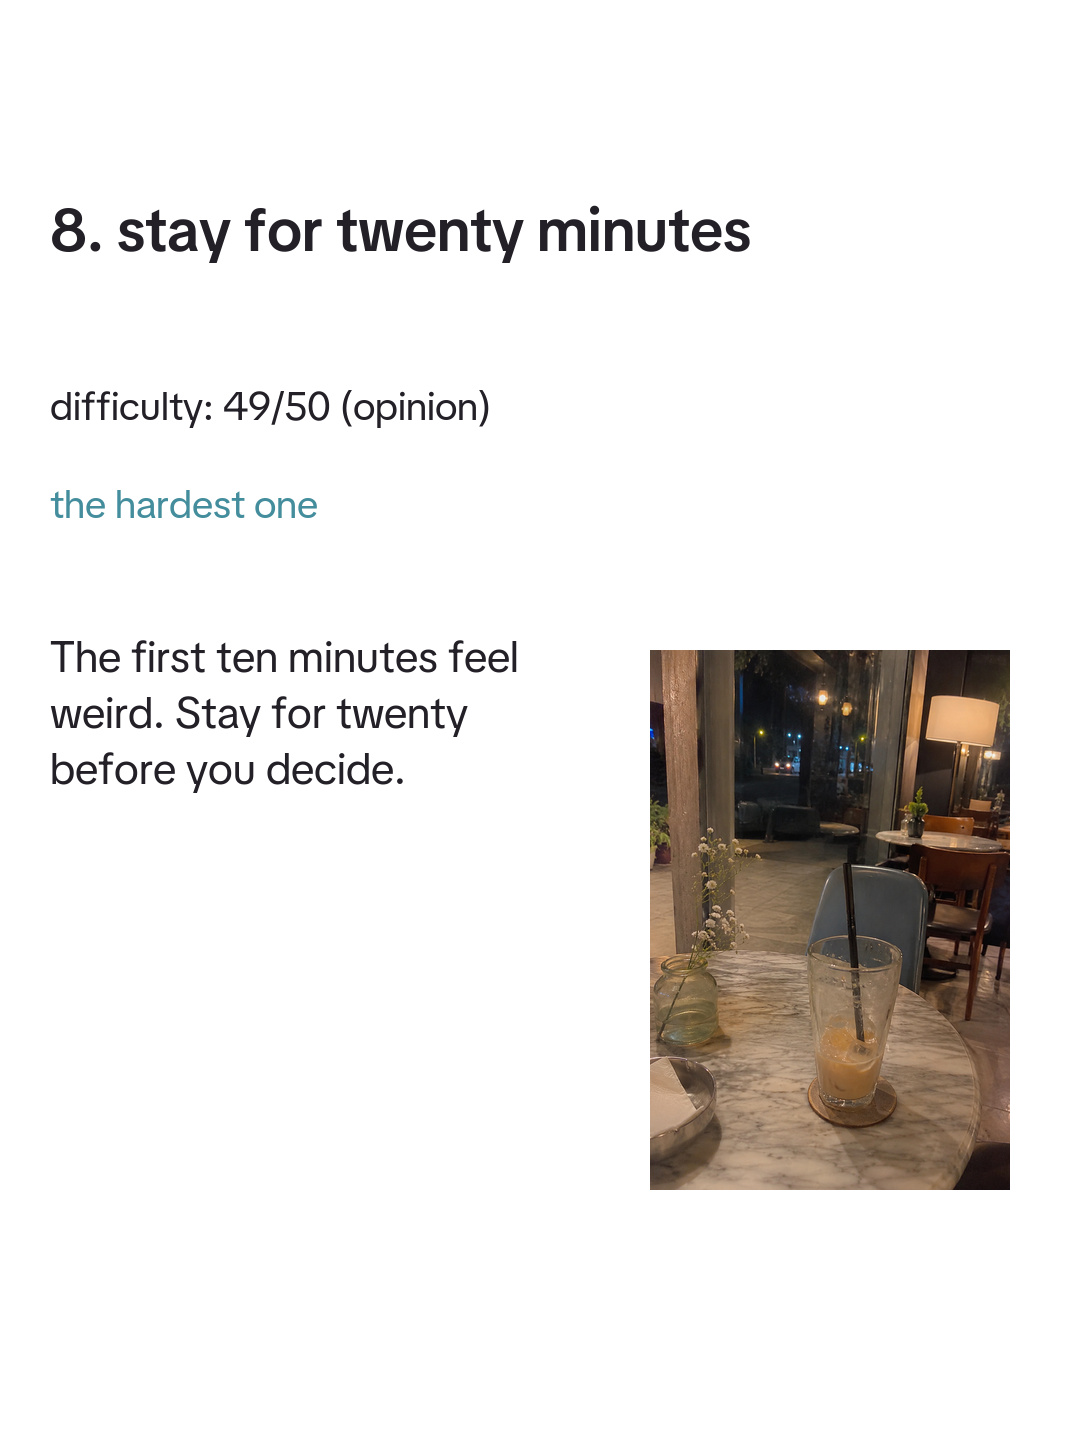 8. stay for twenty minutes
difficulty: 49/50 (opinion)
the hardest one
The first ten minutes feel
weird. Stay for twenty
before you decide.